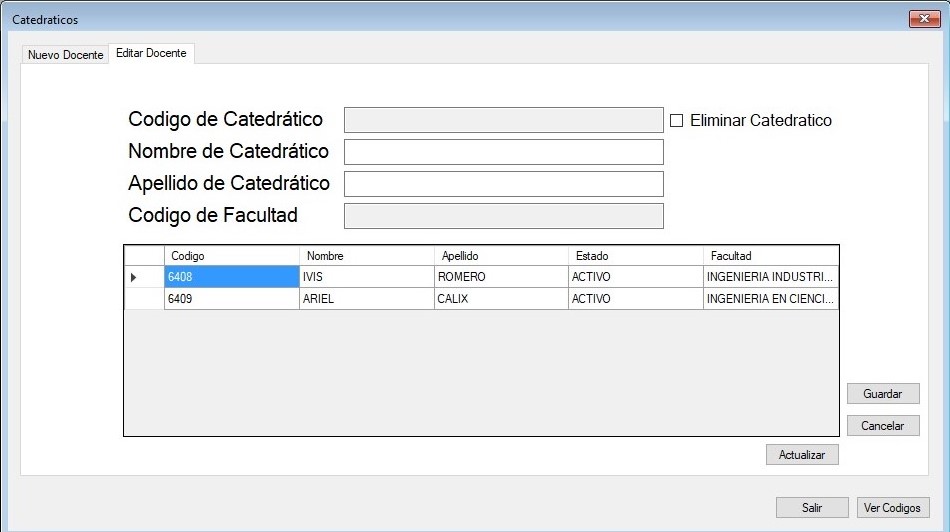 Catedraticos
Nuevo Docente Editar Docente
Codigo de Catedrático Eliminar Catedratico
Nombre de Catedrático
Apellido de Catedrático
Codigo de Facultad
Codigo Nombre Apellido Estado Facultad
6408 IVIS ROMERO ACTIVO INGENIERIA INDUSTRI...
6409 ARIEL CALIX ACTIVO INGENIERIA EN CIENCI...
Guardar
Cancelar
Actualizar
Salir Ver Codigos